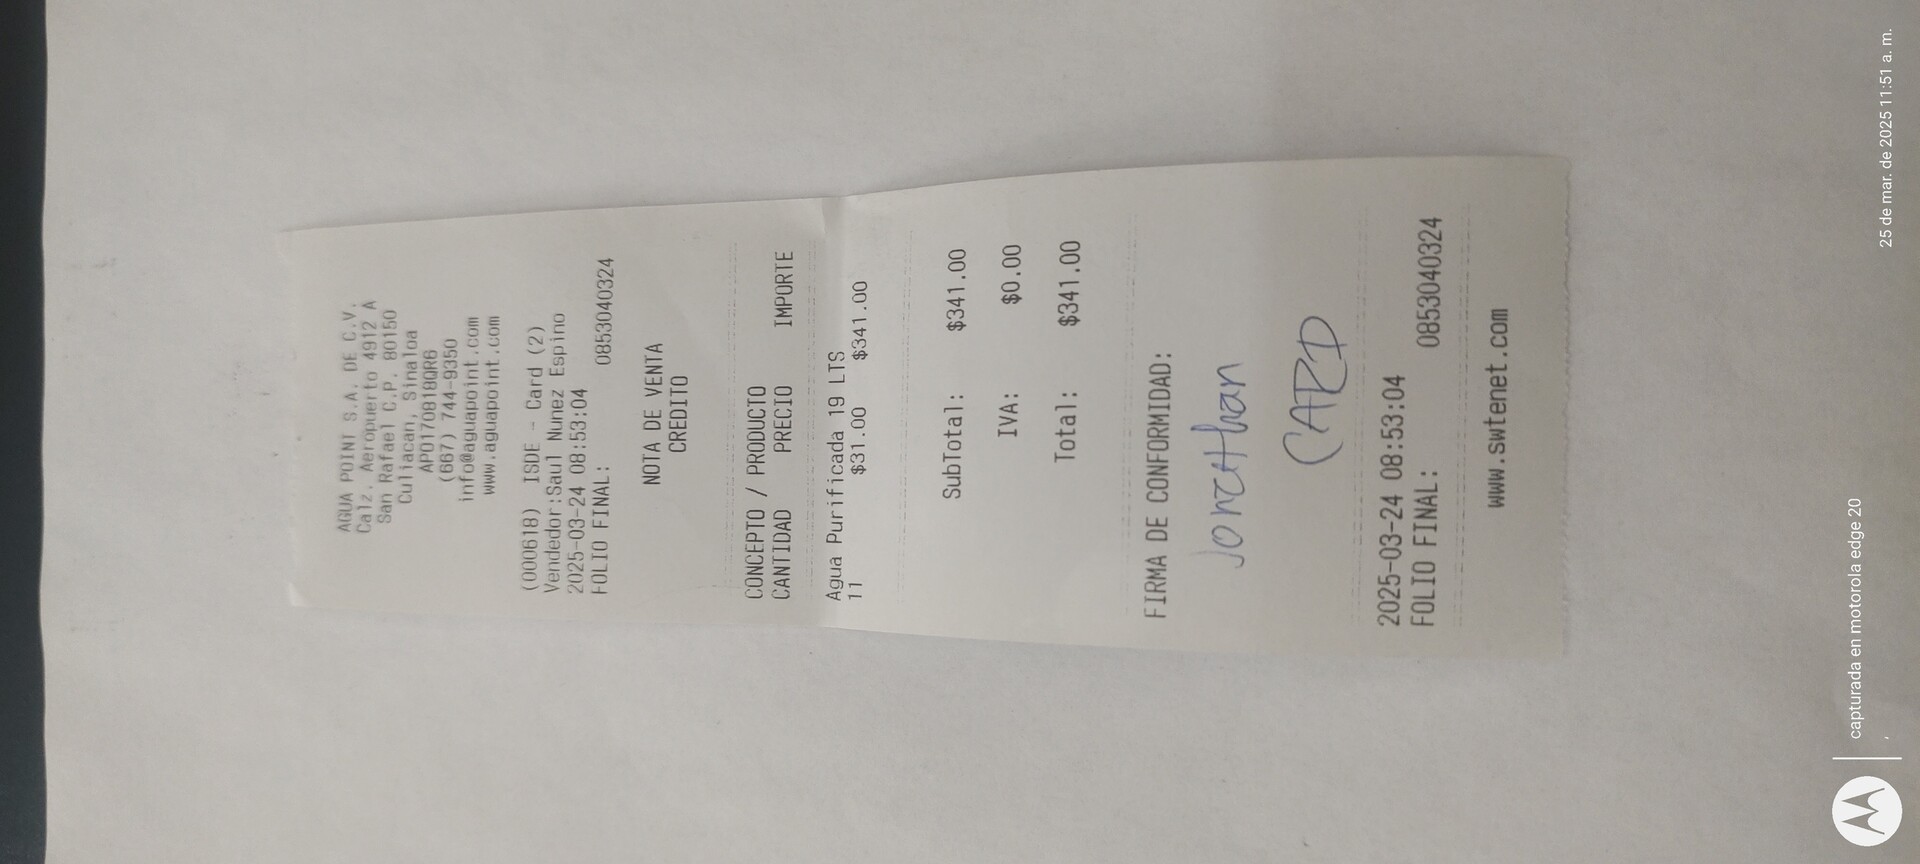 AGUA POINT S.A. DE C.V.
Calz. Aeropuerto 4912 A
San Rafael C.P. 80150
Culiacan, Sinaloa
APO170818QR6
(667) 744-9350
info@aguapoint.com
www.aguapoint.com
(000618) ISDE - Card (2)
Vendedor:Saul Nunez Espino
2025-03-24 08:53:04
FOLIO FINAL: 0853040324
NOTA DE VENTA
CREDITO
CONCEPTO / PRODUCTO
CANTIDAD PRECIO IMPORTE
Agua Purificada 19 LTS
11 $31.00 $341.00
SubTotal: $341.00
IVA: $0.00
Total: $341.00
FIRMA DE CONFORMIDAD:
Jonathan
CARD
2025-03-24 08:53:04
FOLIO FINAL: 0853040324
www.swtenet.com
capturada en motorola edge 20
, 25 de mar. de 2025 11:51 a. m.